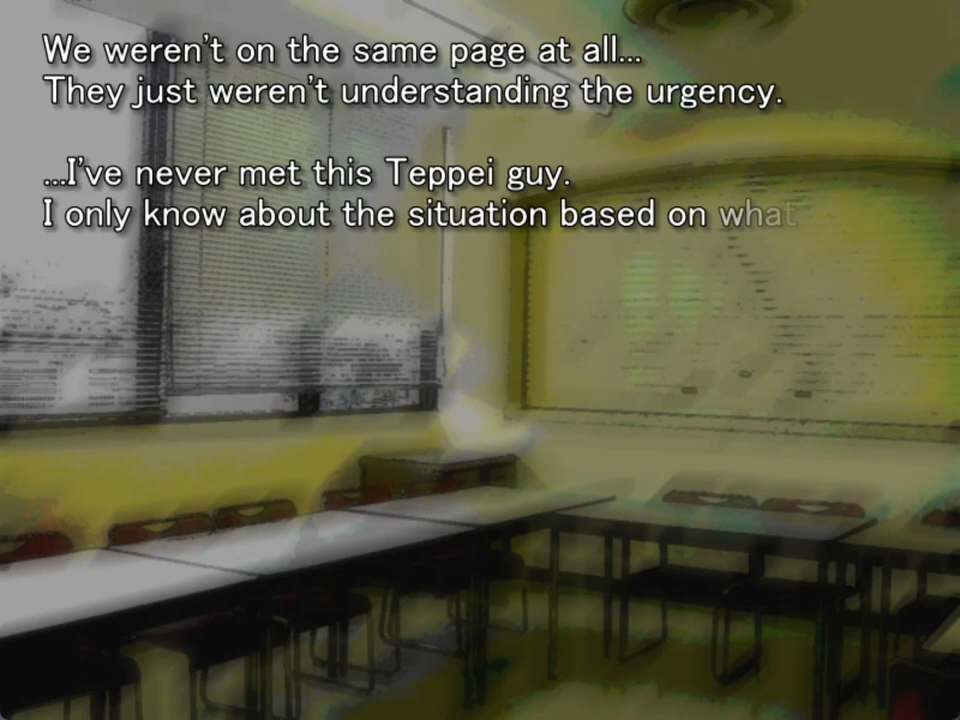 We weren't on the same page at all...
They just weren't understanding the urgency.
...I've never met this Teppei guy.
I only know about the situation based on what